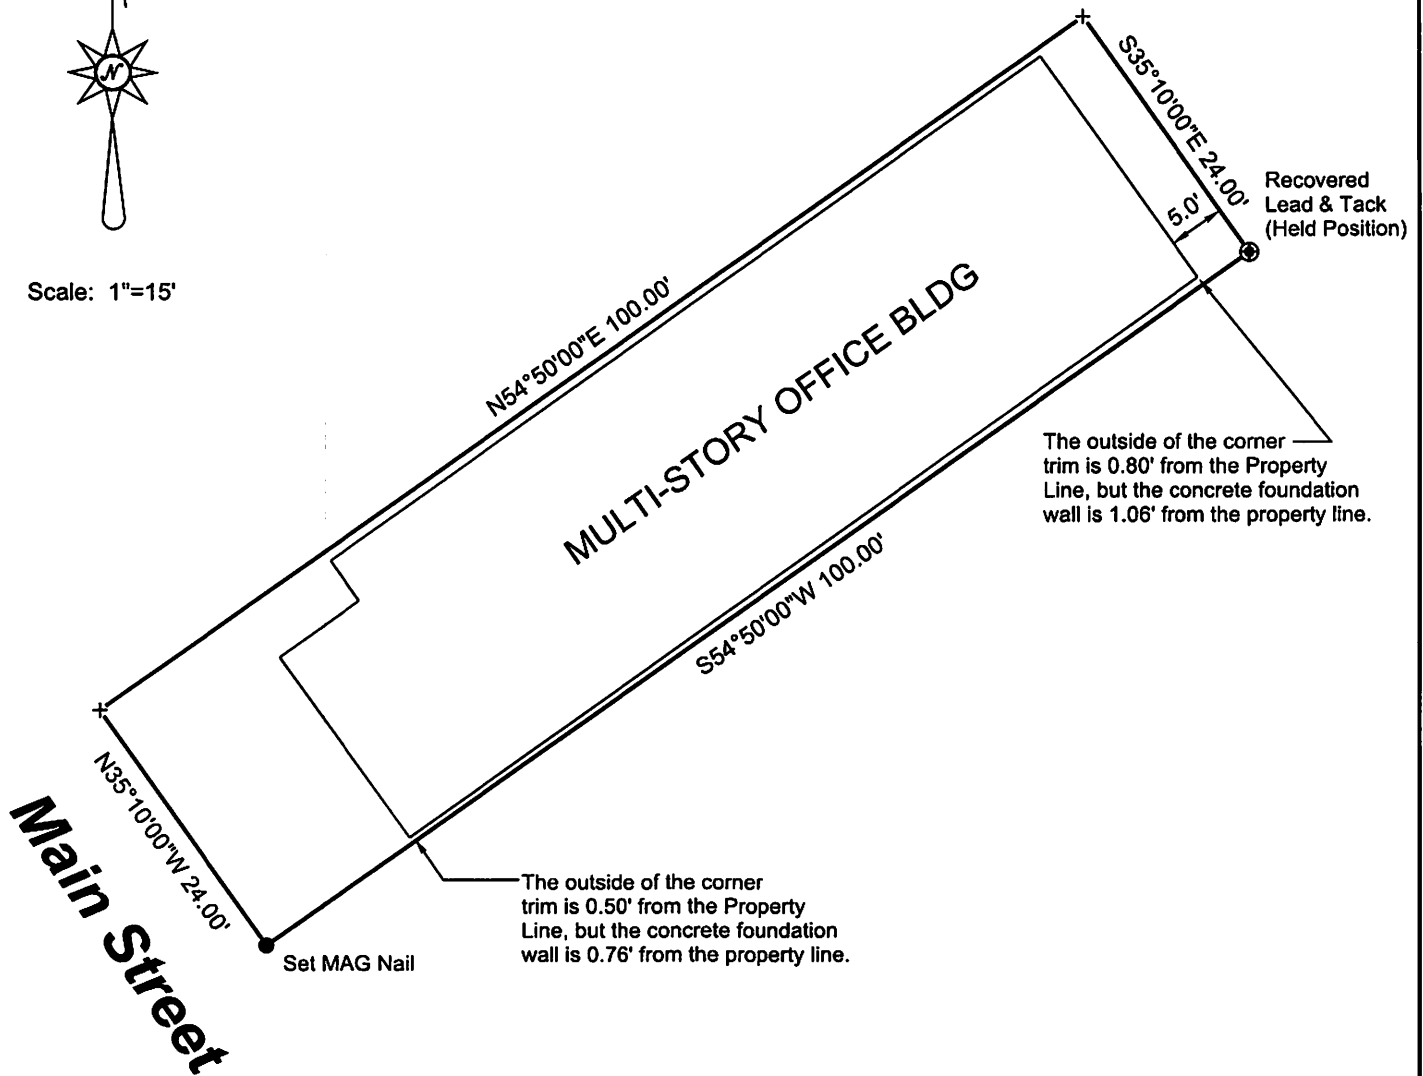 N
Scale: 1"=15'
S35°10'00"E 24.00'
Recovered
Lead & Tack
(Held Position)
5.0'
N54°50'00"E 100.00'
MULTI-STORY OFFICE BLDG
The outside of the corner
trim is 0.80' from the Property
Line, but the concrete foundation
wall is 1.06' from the property line.
S54°50'00"W 100.00'
N35°10'00"W 24.00'
Main Street
The outside of the corner
trim is 0.50' from the Property
Line, but the concrete foundation
wall is 0.76' from the property line.
Set MAG Nail